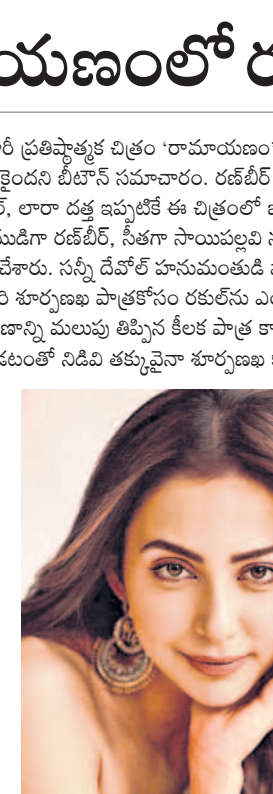 యణంలో ర
రీ ప్రతిష్ఠాత్మక చిత్రం ‘రామాయణం’
కైందని బీటౌన్ సమాచారం. రణ్‌బీర్
లారా దత్త ఇప్పటికే ఈ చిత్రంలో
ముడిగా రణ్‌బీర్, సీతగా సాయిపల్లవి
చేశారు. సన్నీ దేవోల్ హనుమంతుడి
రి శూర్పణఖ పాత్రకోసం రకుల్‌ను ఎం
ణాన్ని మలుపు తిప్పిన కీలక పాత్ర కా
డటంతో నిడివి తక్కువైనా శూర్పణఖ